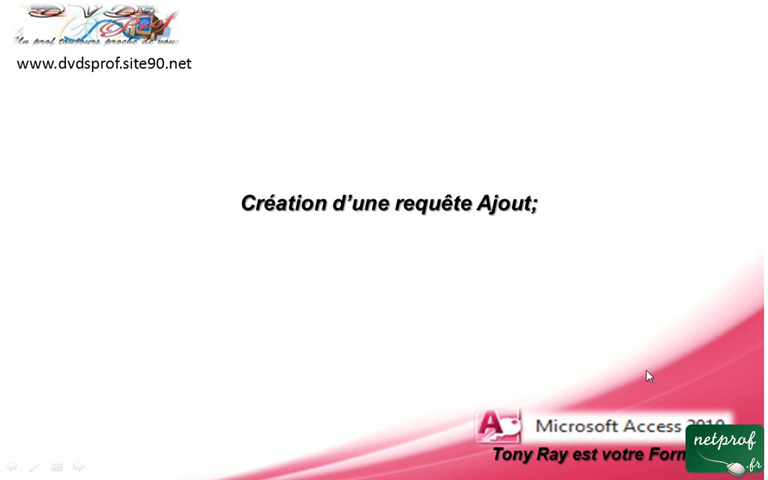 Un prof toujours proche de vous
www.dvdsprof.site90.net
Création d’une requête Ajout;
Microsoft Access 2010
Tony Ray est votre Form
netprof
.fr